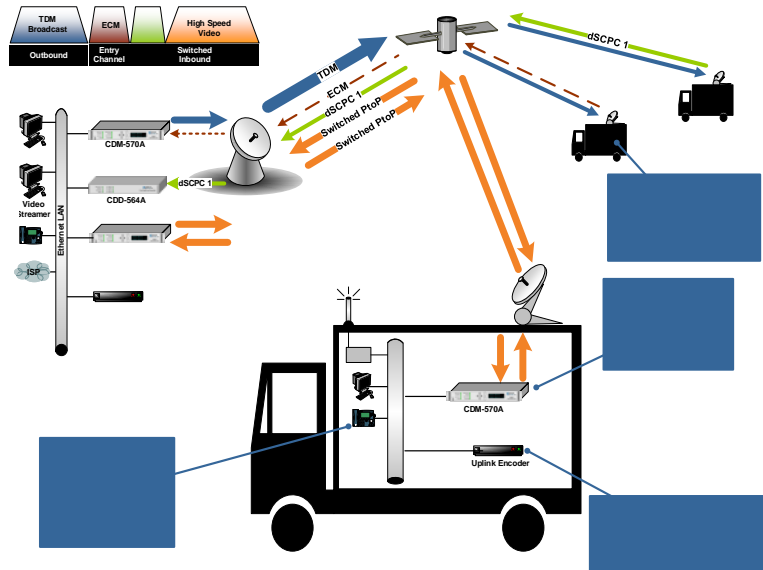 TDM
Broadcast
ECM
High Speed
Video
Outbound
Entry
Channel
Switched
Inbound
TDM
ECM
dSCPC 1
Switched PtoP
Switched PtoP
dSCPC 1
CDM-570A
CDD-564A
dSCPC 1
Video
Streamer
Ethernet LAN
ISP
CDM-570A
Uplink Encoder